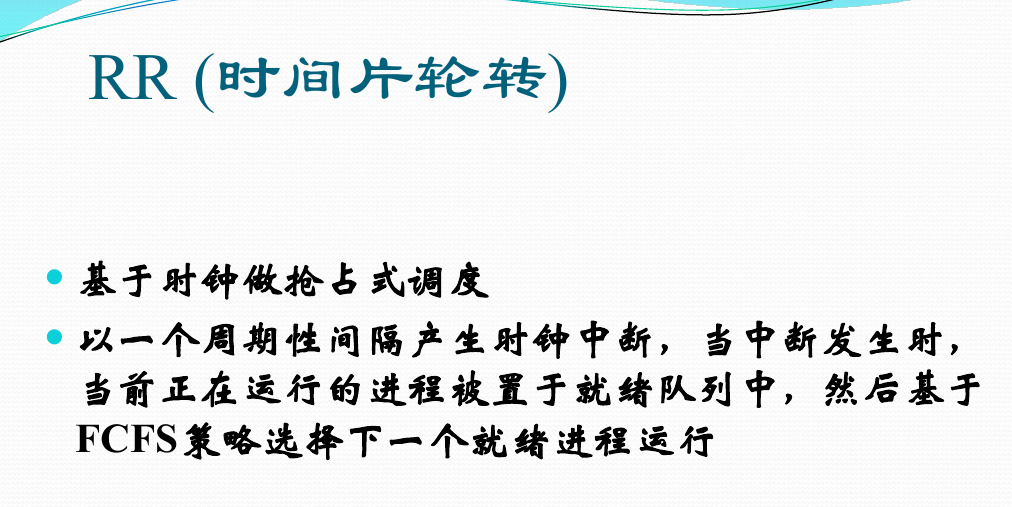 RR (时间片轮转)
基于时钟做抢占式调度
以一个周期性间隔产生时钟中断，当中断发生时，
当前正在运行的进程被置于就绪队列中，然后基于
FCFS策略选择下一个就绪进程运行